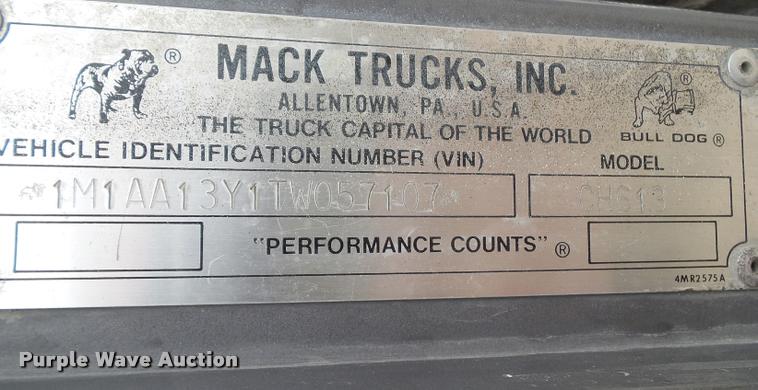 ®
MACK TRUCKS, INC.
®
ALLENTOWN, PA., U.S.A.
THE TRUCK CAPITAL OF THE WORLD
BULL DOG ®
VEHICLE IDENTIFICATION NUMBER (VIN)
MODEL
1M1AA13Y1TW057107
CH613
"PERFORMANCE COUNTS" ®
4MR2575A
Purple Wave Auction